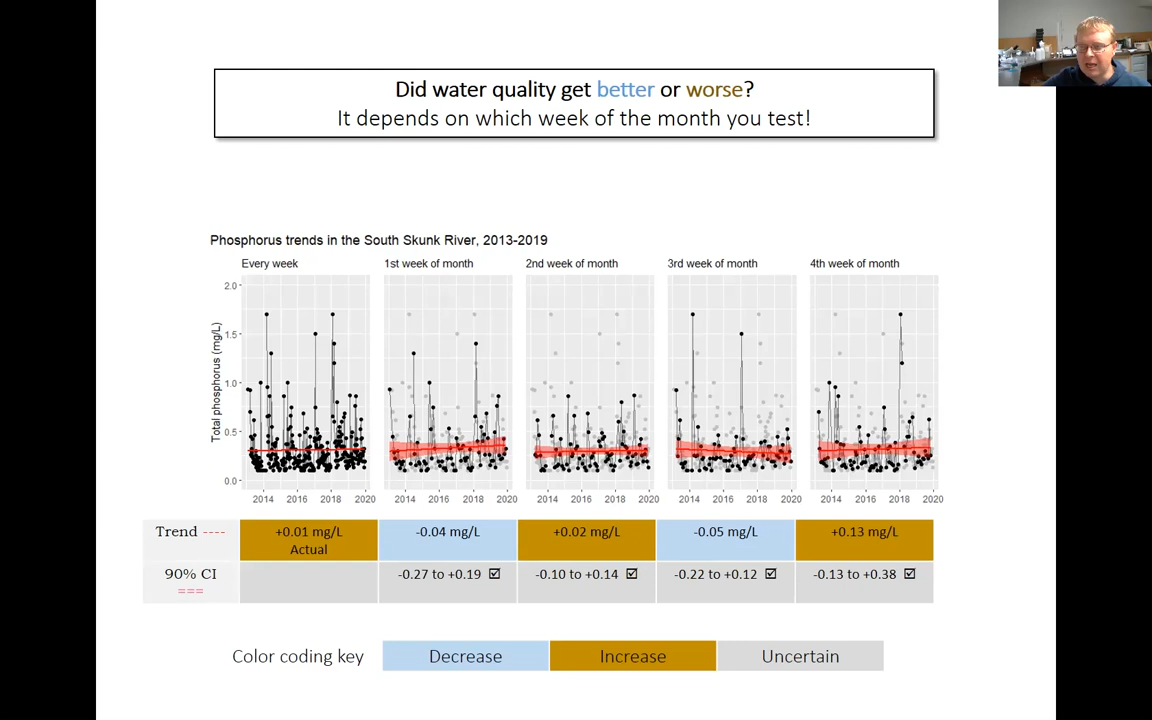 Did water quality get better or worse?
It depends on which week of the month you test!
Phosphorus trends in the South Skunk River, 2013-2019
Every week
1st week of month
2nd week of month
3rd week of month
4th week of month
Total phosphorus (mg/L)
2.0
1.5
1.0
0.5
0.0
2014 2016 2018 2020
2014 2016 2018 2020
2014 2016 2018 2020
2014 2016 2018 2020
2014 2016 2018 2020
Trend ---- +0.01 mg/L -0.04 mg/L +0.02 mg/L -0.05 mg/L +0.13 mg/L
Actual
90% CI -0.27 to +0.19 ☑ -0.10 to +0.14 ☑ -0.22 to +0.12 ☑ -0.13 to +0.38 ☑
===
Color coding key Decrease Increase Uncertain